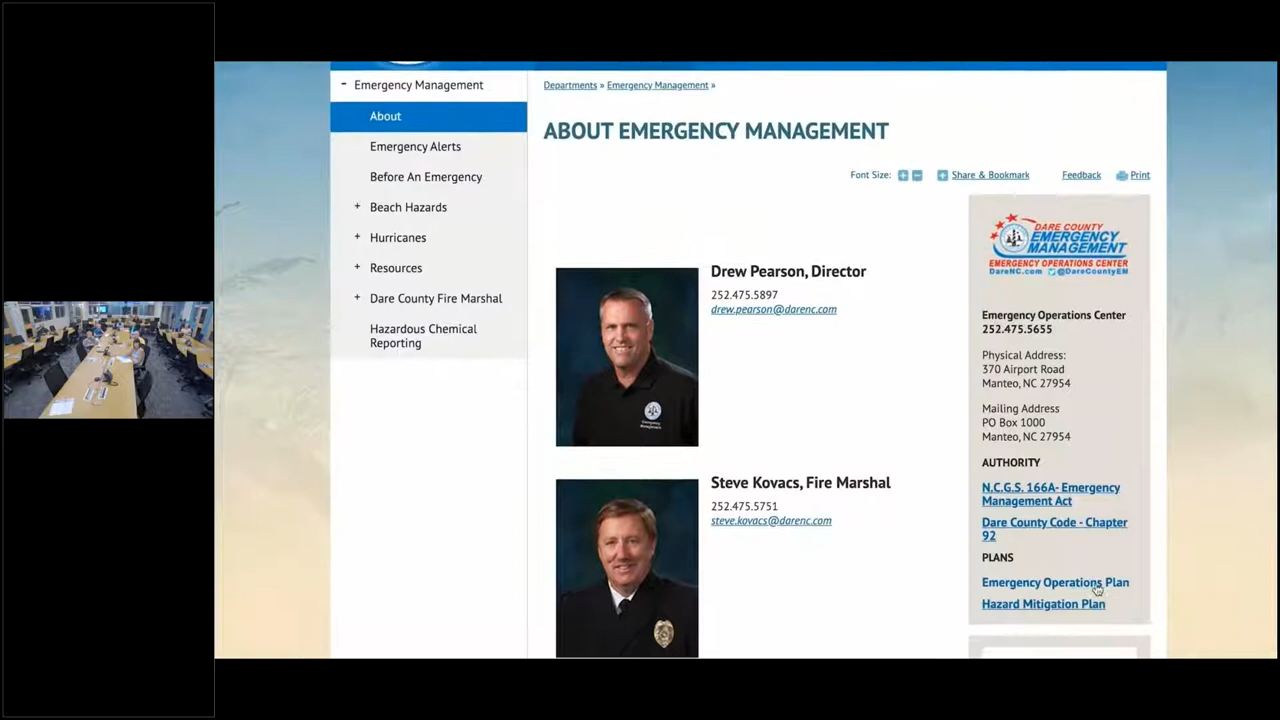 Emergency Management
About
Emergency Alerts
Before An Emergency
+ Beach Hazards
+ Hurricanes
+ Resources
+ Dare County Fire Marshal
Hazardous Chemical
Reporting
Departments » Emergency Management »
ABOUT EMERGENCY MANAGEMENT
Font Size: + − + Share & Bookmark Feedback Print
Drew Pearson, Director
252.475.5897
drew.pearson@darenc.com
Steve Kovacs, Fire Marshal
252.475.5751
steve.kovacs@darenc.com
DARE COUNTY
EMERGENCY
MANAGEMENT
EMERGENCY OPERATIONS CENTER
DareNC.com @DareCountyEM
Emergency Operations Center
252.475.5655
Physical Address:
370 Airport Road
Manteo, NC 27954
Mailing Address
PO Box 1000
Manteo, NC 27954
AUTHORITY
N.C.G.S. 166A- Emergency
Management Act
Dare County Code - Chapter
92
PLANS
Emergency Operations Plan
Hazard Mitigation Plan